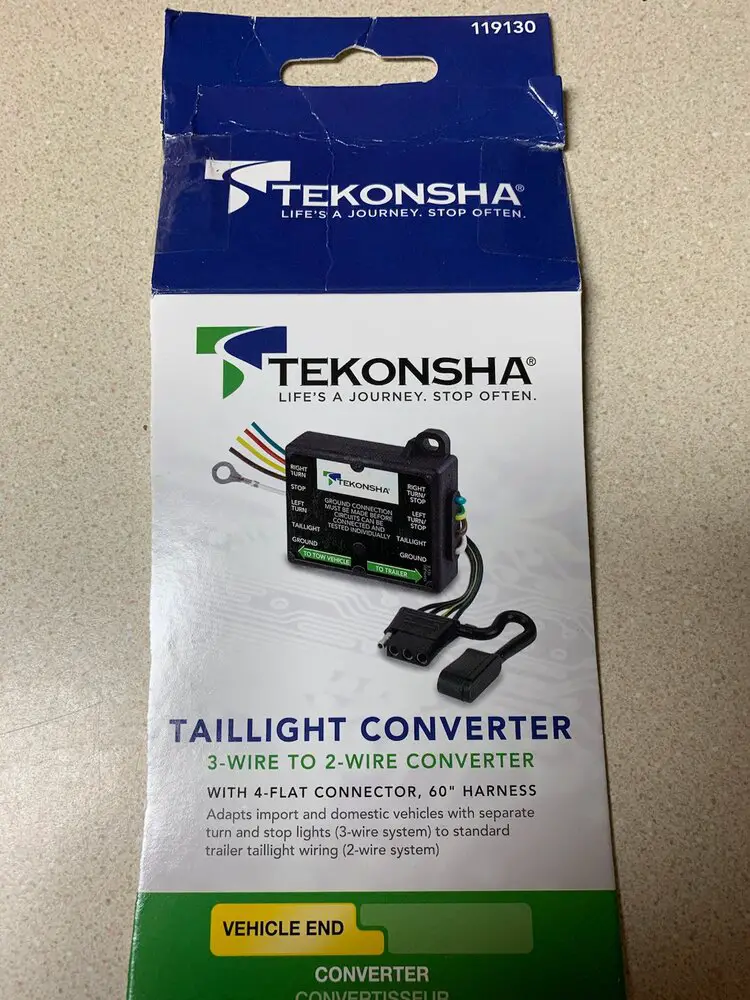 119130
TEKONSHA®
LIFE'S A JOURNEY. STOP OFTEN.
TEKONSHA®
LIFE'S A JOURNEY. STOP OFTEN.
TEKONSHA®
RIGHT
TURN
STOP
LEFT
TURN
TAILLIGHT
GROUND
GROUND CONNECTION
MUST BE MADE BEFORE
CIRCUITS CAN BE
CONNECTED AND
TESTED INDIVIDUALLY
RIGHT
TURN/
STOP
LEFT
TURN/
STOP
TAILLIGHT
GROUND
TO TOW VEHICLE
TO TRAILER
TAILLIGHT CONVERTER
3-WIRE TO 2-WIRE CONVERTER
WITH 4-FLAT CONNECTOR, 60" HARNESS
Adapts import and domestic vehicles with separate
turn and stop lights (3-wire system) to standard
trailer taillight wiring (2-wire system)
VEHICLE END
CONVERTER
CONVERTISSEUR